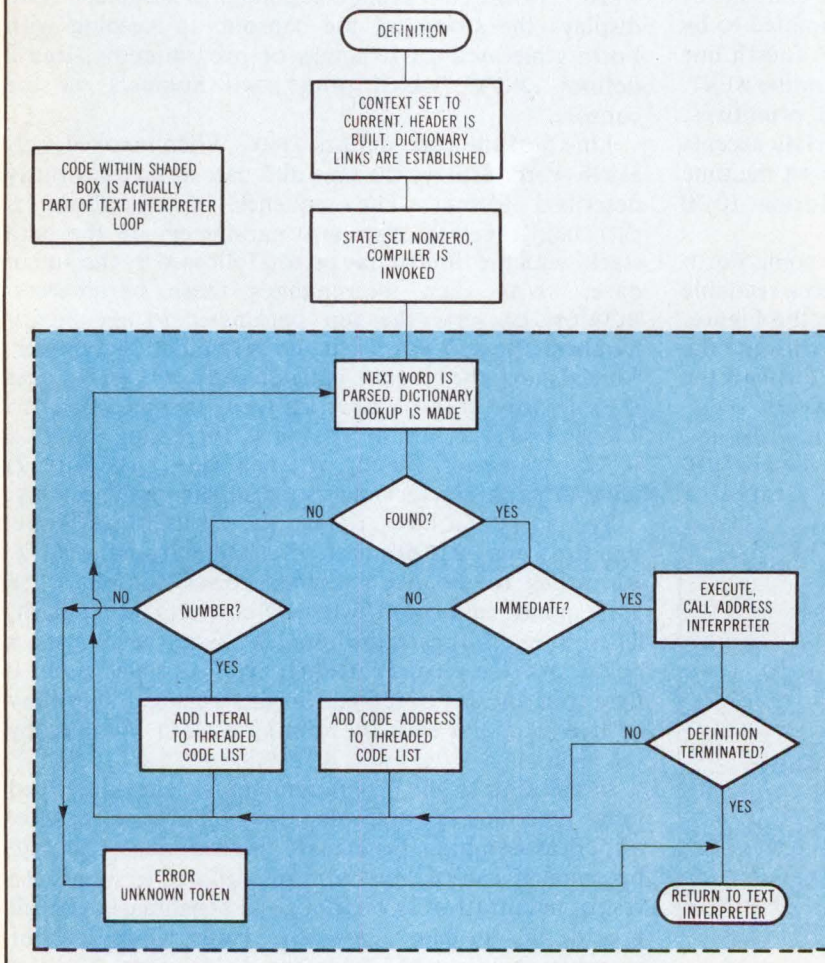 DEFINITION
CONTEXT SET TO
CURRENT. HEADER IS
BUILT. DICTIONARY
LINKS ARE ESTABLISHED
CODE WITHIN SHADED
BOX IS ACTUALLY
PART OF TEXT INTERPRETER
LOOP
STATE SET NONZERO,
COMPILER IS
INVOKED
NEXT WORD IS
PARSED. DICTIONARY
LOOKUP IS MADE
NO
FOUND?
YES
NO
NUMBER?
YES
NO
IMMEDIATE?
YES
EXECUTE,
CALL ADDRESS
INTERPRETER
ADD LITERAL
TO THREADED
CODE LIST
ADD CODE ADDRESS
TO THREADED
CODE LIST
NO
DEFINITION
TERMINATED?
YES
ERROR
UNKNOWN TOKEN
RETURN TO TEXT
INTERPRETER